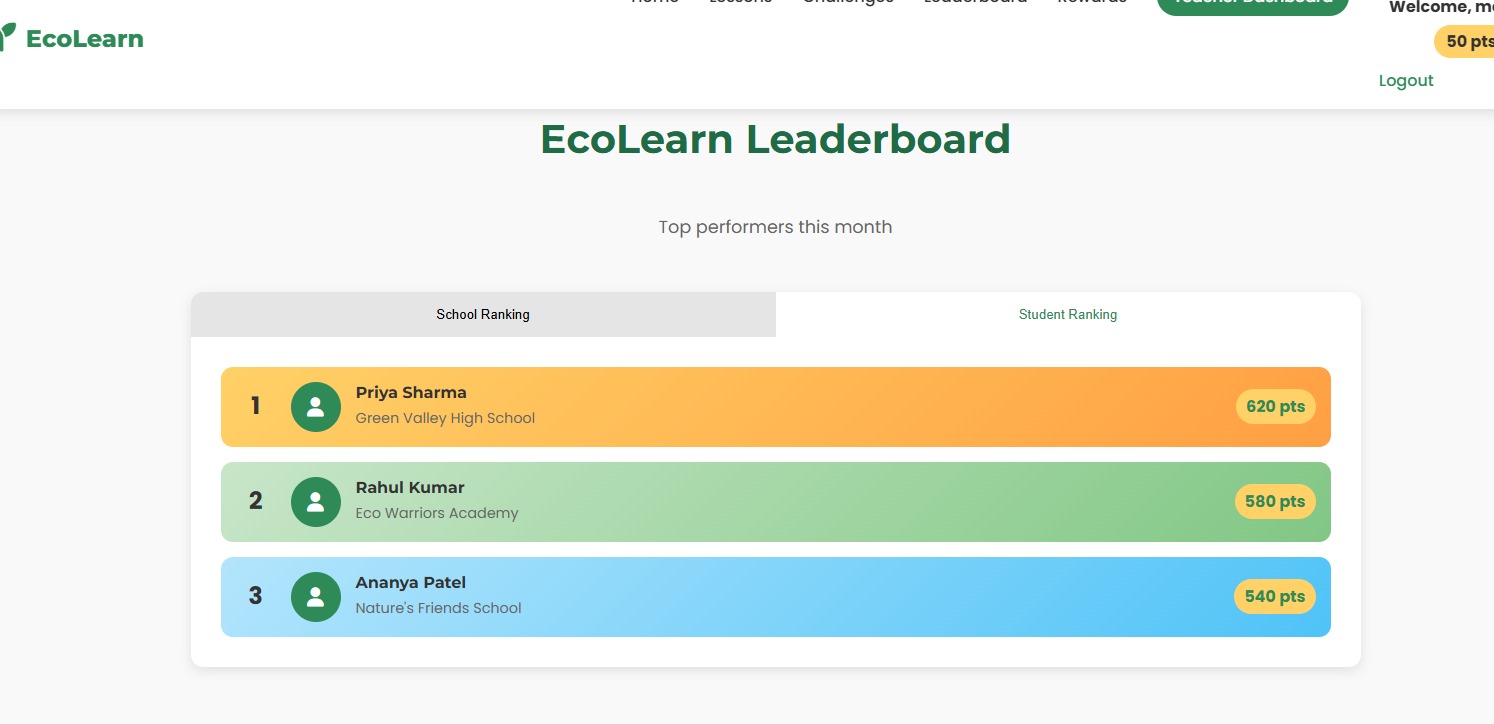 Home Lessons Challenges Leaderboard Rewards Teacher Dashboard
Welcome, m
EcoLearn
50 pts
Logout
EcoLearn Leaderboard
Top performers this month
School Ranking
Student Ranking
1
Priya Sharma
Green Valley High School
620 pts
2
Rahul Kumar
Eco Warriors Academy
580 pts
3
Ananya Patel
Nature's Friends School
540 pts